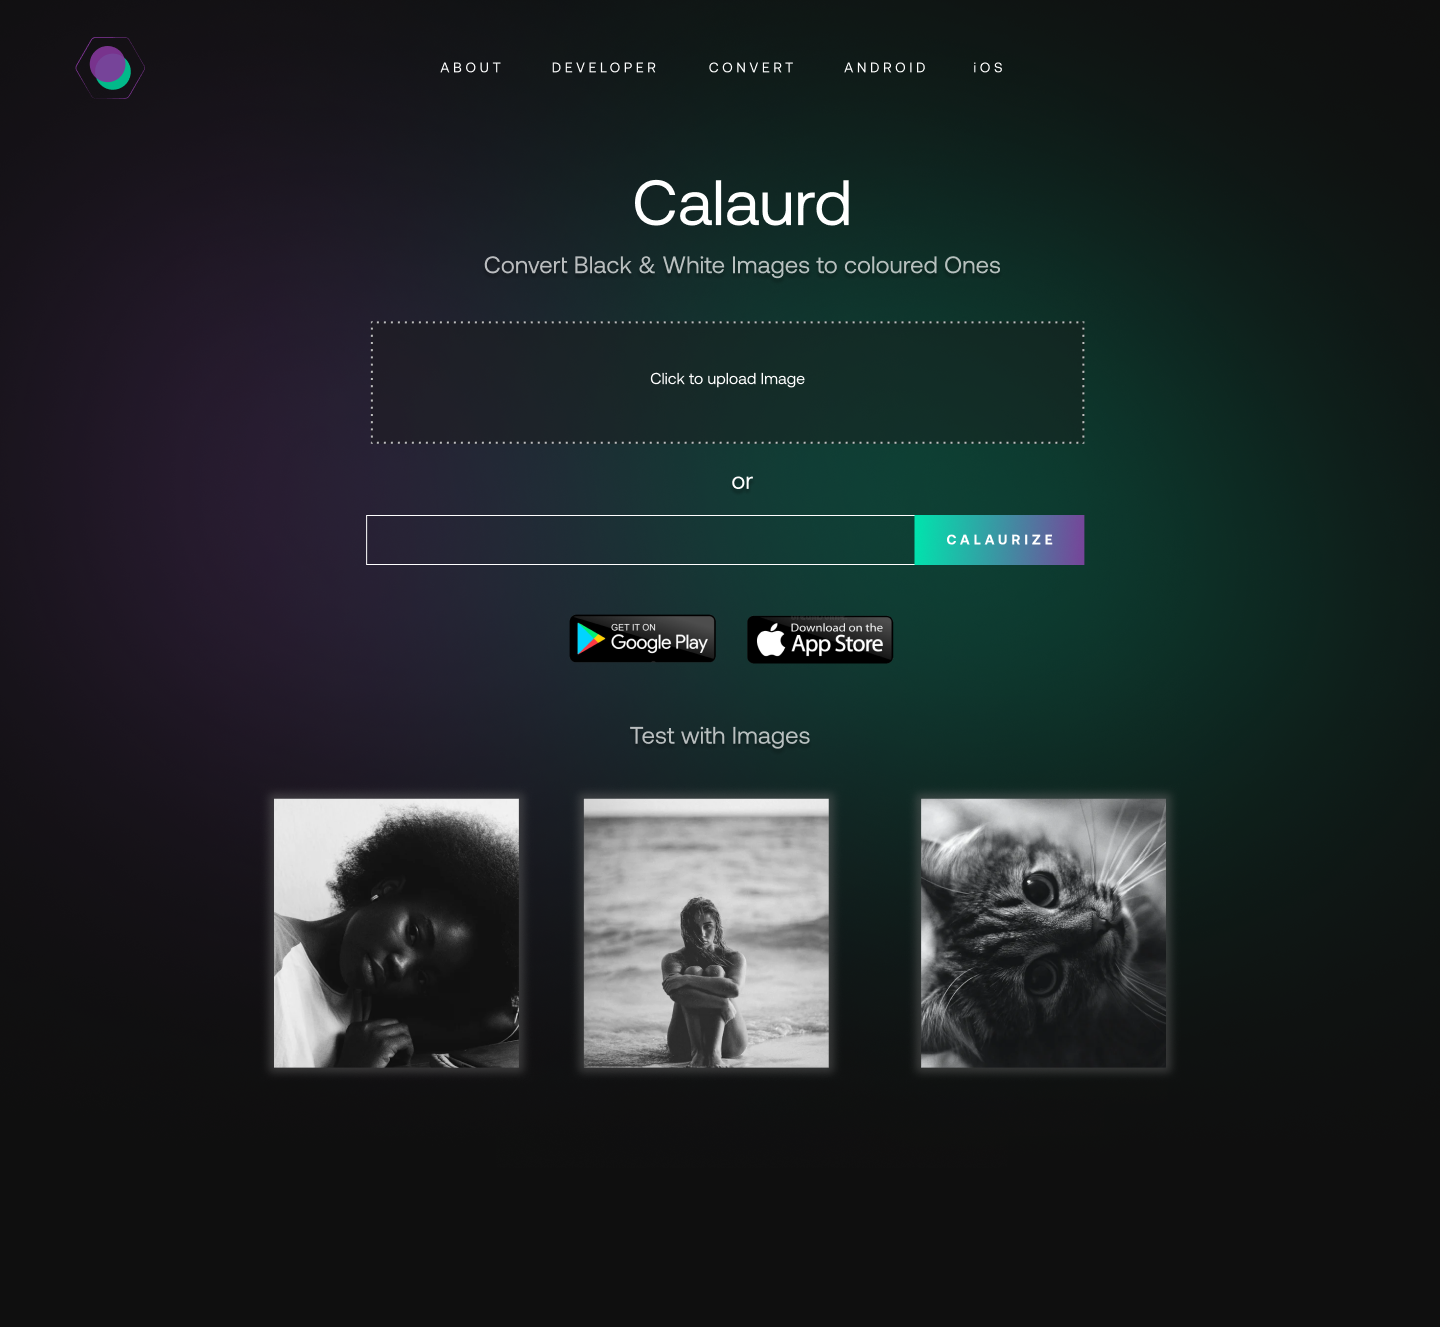 ABOUT DEVELOPER CONVERT ANDROID iOS
Calaurd
Convert Black & White Images to coloured Ones
Click to upload Image
or
CALAURIZE
GET IT ON
Google Play
Download on the
App Store
Test with Images